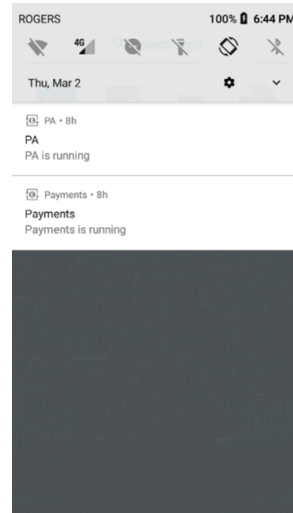 ROGERS 100% 6:44 PM
4G
Thu, Mar 2
PA • 8h
PA
PA is running
Payments • 8h
Payments
Payments is running